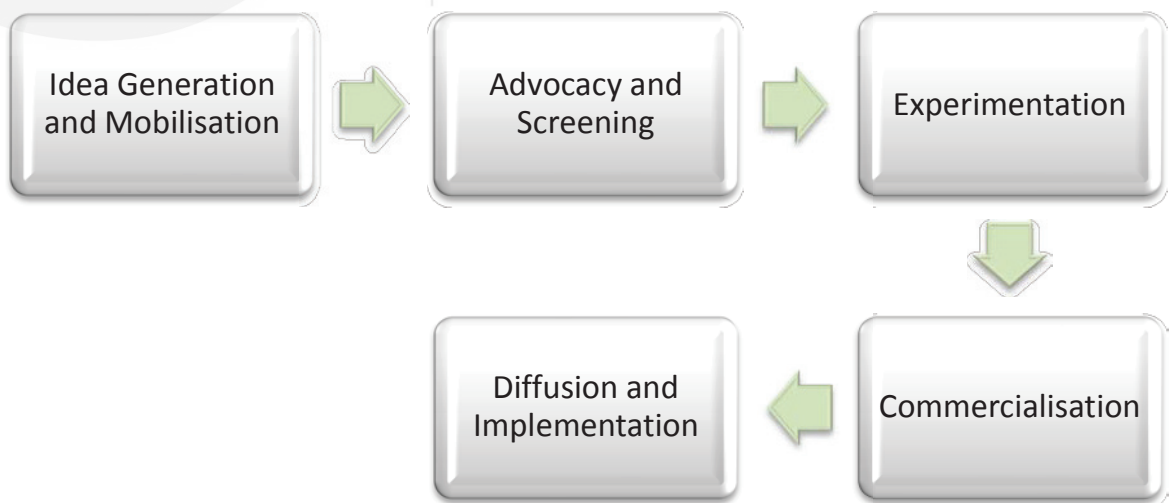 Idea Generation
and Mobilisation
Advocacy and
Screening
Experimentation
Commercialisation
Diffusion and
Implementation